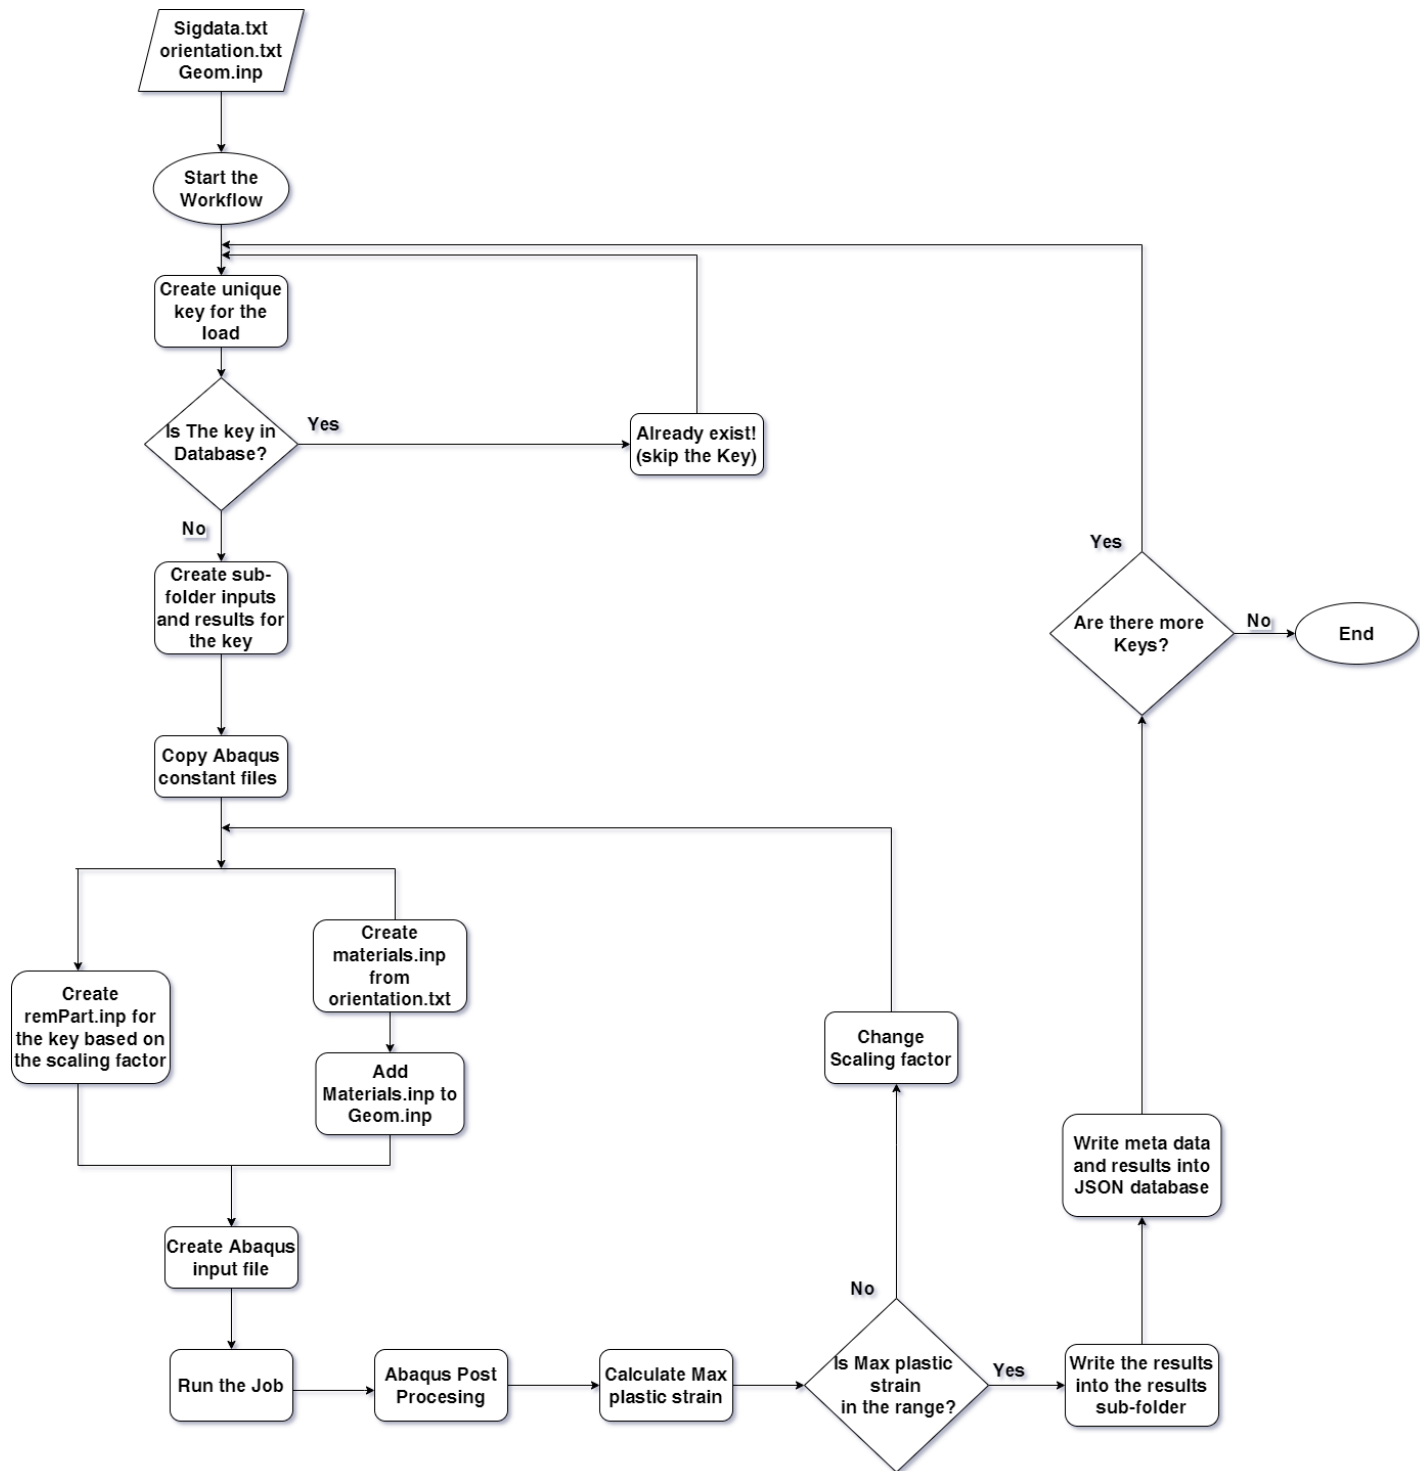 Sigdata.txt
orientation.txt
Geom.inp
Start the
Workflow
Create unique
key for the
load
Is The key in
Database?
Yes
Already exist!
(skip the Key)
No
Create sub-
folder inputs
and results for
the key
Copy Abaqus
constant files
Create
remPart.inp for
the key based on
the scaling factor
Create
materials.inp
from
orientation.txt
Add
Materials.inp to
Geom.inp
Create Abaqus
input file
Run the Job
Abaqus Post
Procesing
Calculate Max
plastic strain
Is Max plastic
strain
in the range?
No
Change
Scaling factor
Yes
Write the results
into the results
sub-folder
Write meta data
and results into
JSON database
Are there more
Keys?
Yes
No
End